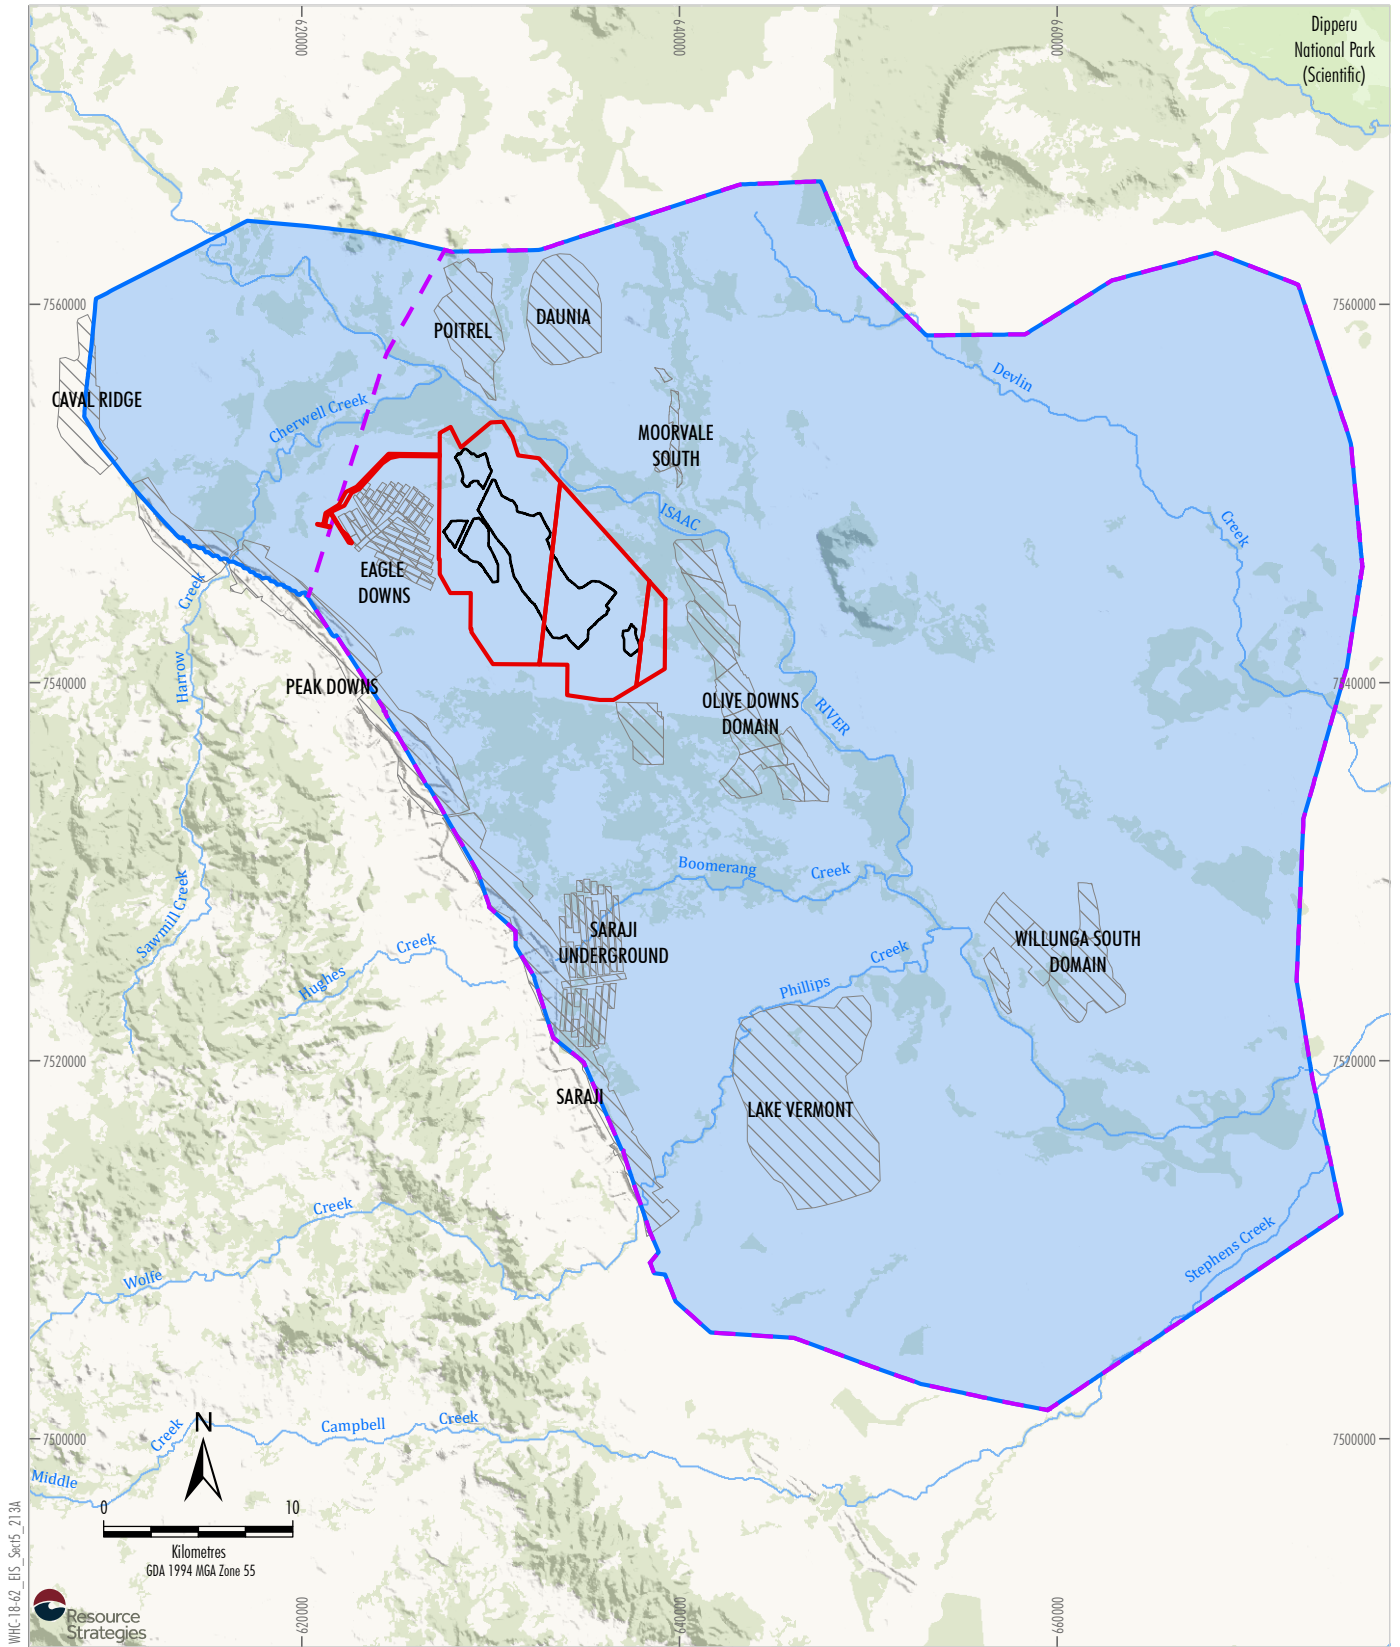 620000
640000
660000
Dipperu
National Park
(Scientific)
7560000
7560000
POITREL
DAUNIA
Devlin
CAVAL RIDGE
Cherwell Creek
MOORVALE
SOUTH
ISAAC
Creek
EAGLE
DOWNS
Creek
Harrow
7540000
7540000
PEAK DOWNS
OLIVE DOWNS
DOMAIN
RIVER
Boomerang
Creek
Sawmill Creek
SARAJI
UNDERGROUND
WILLUNGA SOUTH
DOMAIN
Creek
Hughes
Creek
Phillips
7520000
7520000
SARAJI
LAKE VERMONT
Creek
Stephens Creek
Wolfe
Creek
N
Campbell
Creek
7500000
7500000
Middle
0
10
Kilometres
GDA 1994 MGA Zone 55
WHC-18-62_EIS_Sect5_213A
Resource
Strategies
620000
640000
660000